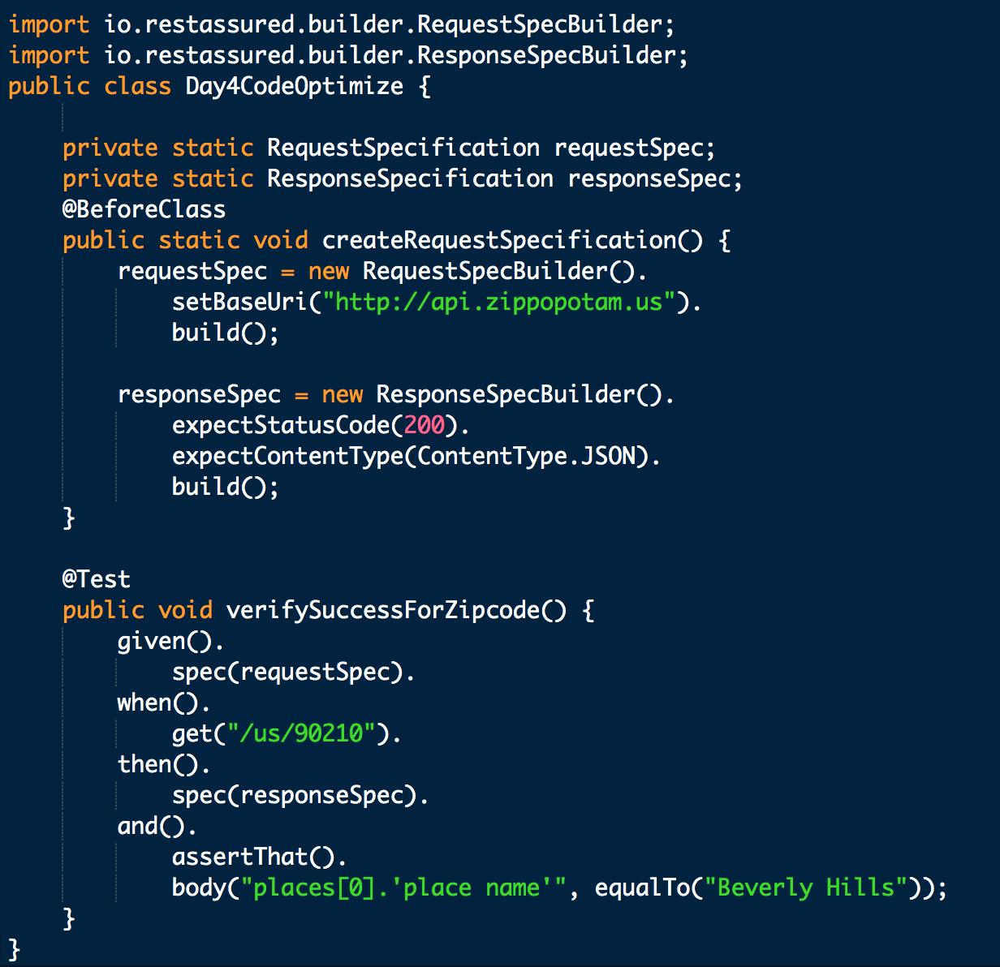 import io.restassured.builder.RequestSpecBuilder;
import io.restassured.builder.ResponseSpecBuilder;
public class Day4CodeOptimize {
    private static RequestSpecification requestSpec;
    private static ResponseSpecification responseSpec;
    @BeforeClass
    public static void createRequestSpecification() {
        requestSpec = new RequestSpecBuilder().
            setBaseUri("http://api.zippopotam.us").
            build();
        responseSpec = new ResponseSpecBuilder().
            expectStatusCode(200).
            expectContentType(ContentType.JSON).
            build();
    }
    @Test
    public void verifySuccessForZipcode() {
        given().
            spec(requestSpec).
        when().
            get("/us/90210").
        then().
            spec(responseSpec).
        and().
            assertThat().
            body("places[0].'place name'", equalTo("Beverly Hills"));
    }
}